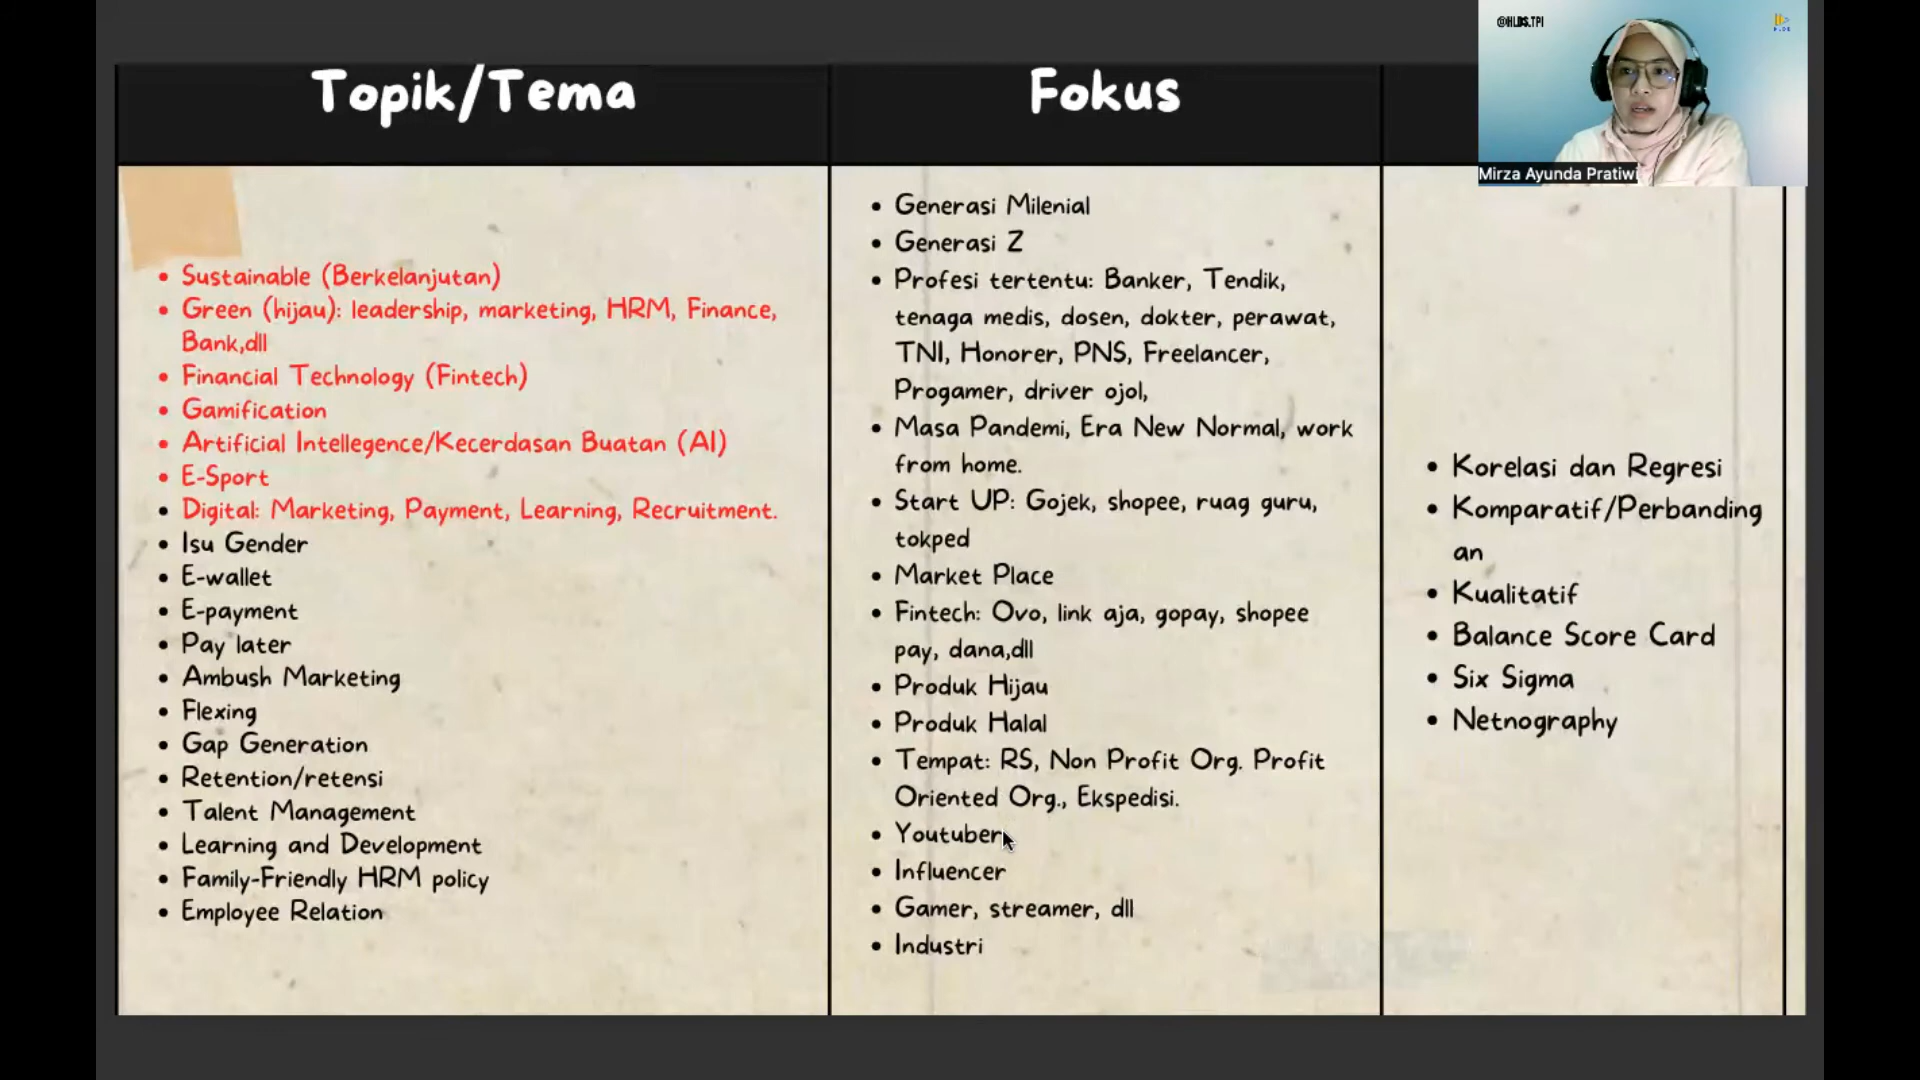 @HLDS.TPI
Mirza Ayunda Pratiwi
Topik/Tema
Sustainable (Berkelanjutan)
Green (hijau): leadership, marketing, HRM, Finance,
Bank,dll
Financial Technology (Fintech)
Gamification
Artificial Intellegence/Kecerdasan Buatan (AI)
E-Sport
Digital: Marketing, Payment, Learning, Recruitment.
Isu Gender
E-wallet
E-payment
Pay later
Ambush Marketing
Flexing
Gap Generation
Retention/retensi
Talent Management
Learning and Development
Family-Friendly HRM policy
Employee Relation
Fokus
Generasi Milenial
Generasi Z
Profesi tertentu: Banker, Tendik,
tenaga medis, dosen, dokter, perawat,
TNI, Honorer, PNS, Freelancer,
Progamer, driver ojol,
Masa Pandemi, Era New Normal, work
from home.
Start UP: Gojek, shopee, ruag guru,
tokped
Market Place
Fintech: Ovo, link aja, gopay, shopee
pay, dana,dll
Produk Hijau
Produk Halal
Tempat: RS, Non Profit Org. Profit
Oriented Org., Ekspedisi.
Youtuber
Influencer
Gamer, streamer, dll
Industri
Korelasi dan Regresi
Komparatif/Perbanding
an
Kualitatif
Balance Score Card
Six Sigma
Netnography